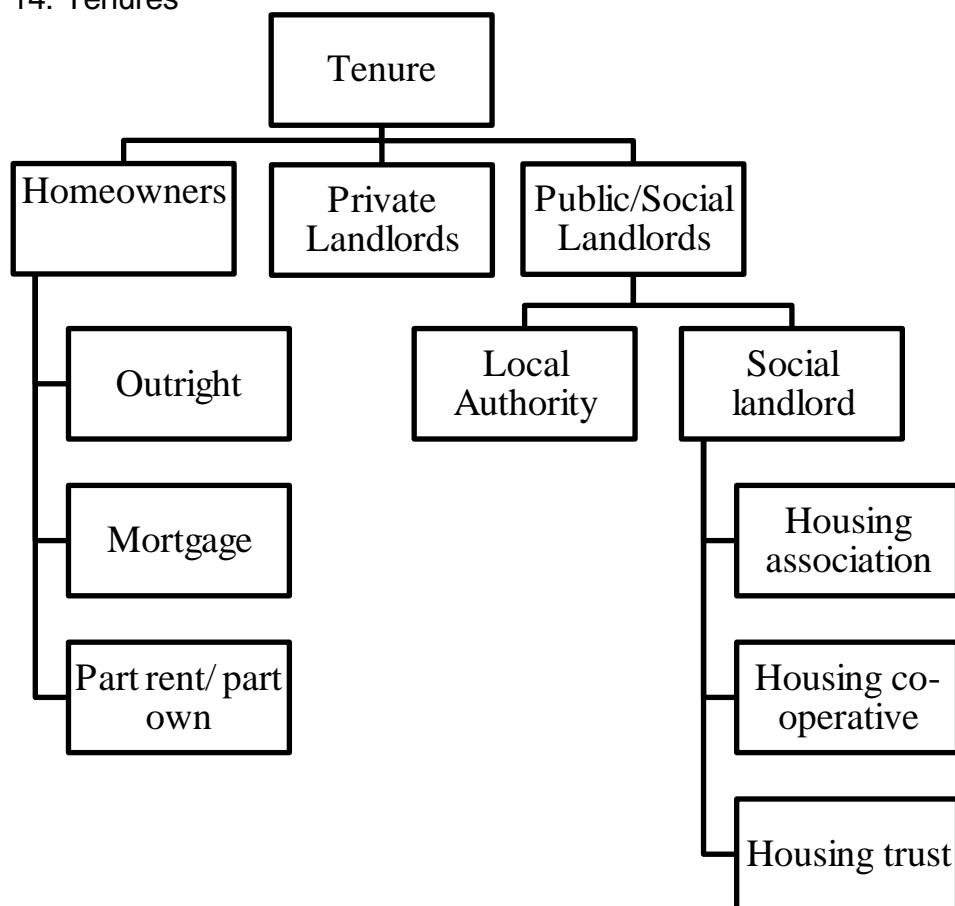 14. Tenures
Tenure
Homeowners
Private
Landlords
Public/Social
Landlords
Local
Authority
Social
landlord
Outright
Mortgage
Part rent/ part
own
Housing
association
Housing co-
operative
Housing trust